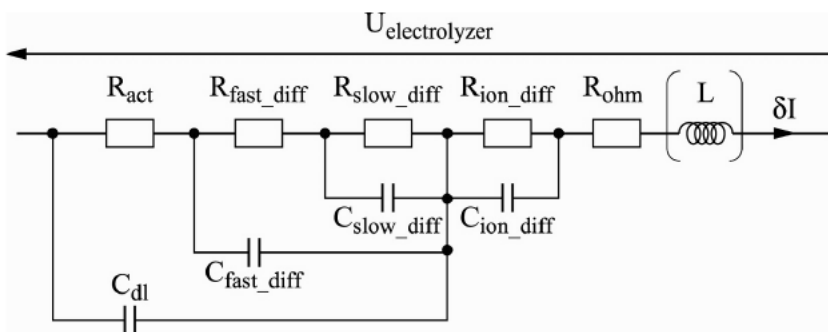 U_electrolyzer
R_act R_fast_diff R_slow_diff R_ion_diff R_ohm L δI
C_slow_diff C_ion_diff
C_fast_diff
C_dl